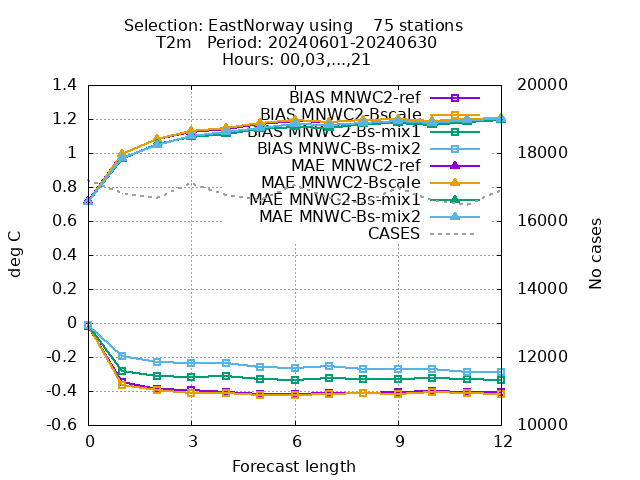 Selection: EastNorway using 75 stations
T2m Period: 20240601-20240630
Hours: 00,03,...,21
1.4
1.2
1
0.8
0.6
0.4
0.2
0
-0.2
-0.4
-0.6
20000
18000
16000
14000
12000
10000
0
3
6
9
12
deg C
No cases
Forecast length
BIAS MNWC2-ref
BIAS MNWC2-Bscale
BIAS MNWC2-Bs-mix1
BIAS MNWC-Bs-mix2
MAE MNWC2-ref
MAE MNWC2-Bscale
MAE MNWC2-Bs-mix1
MAE MNWC-Bs-mix2
CASES